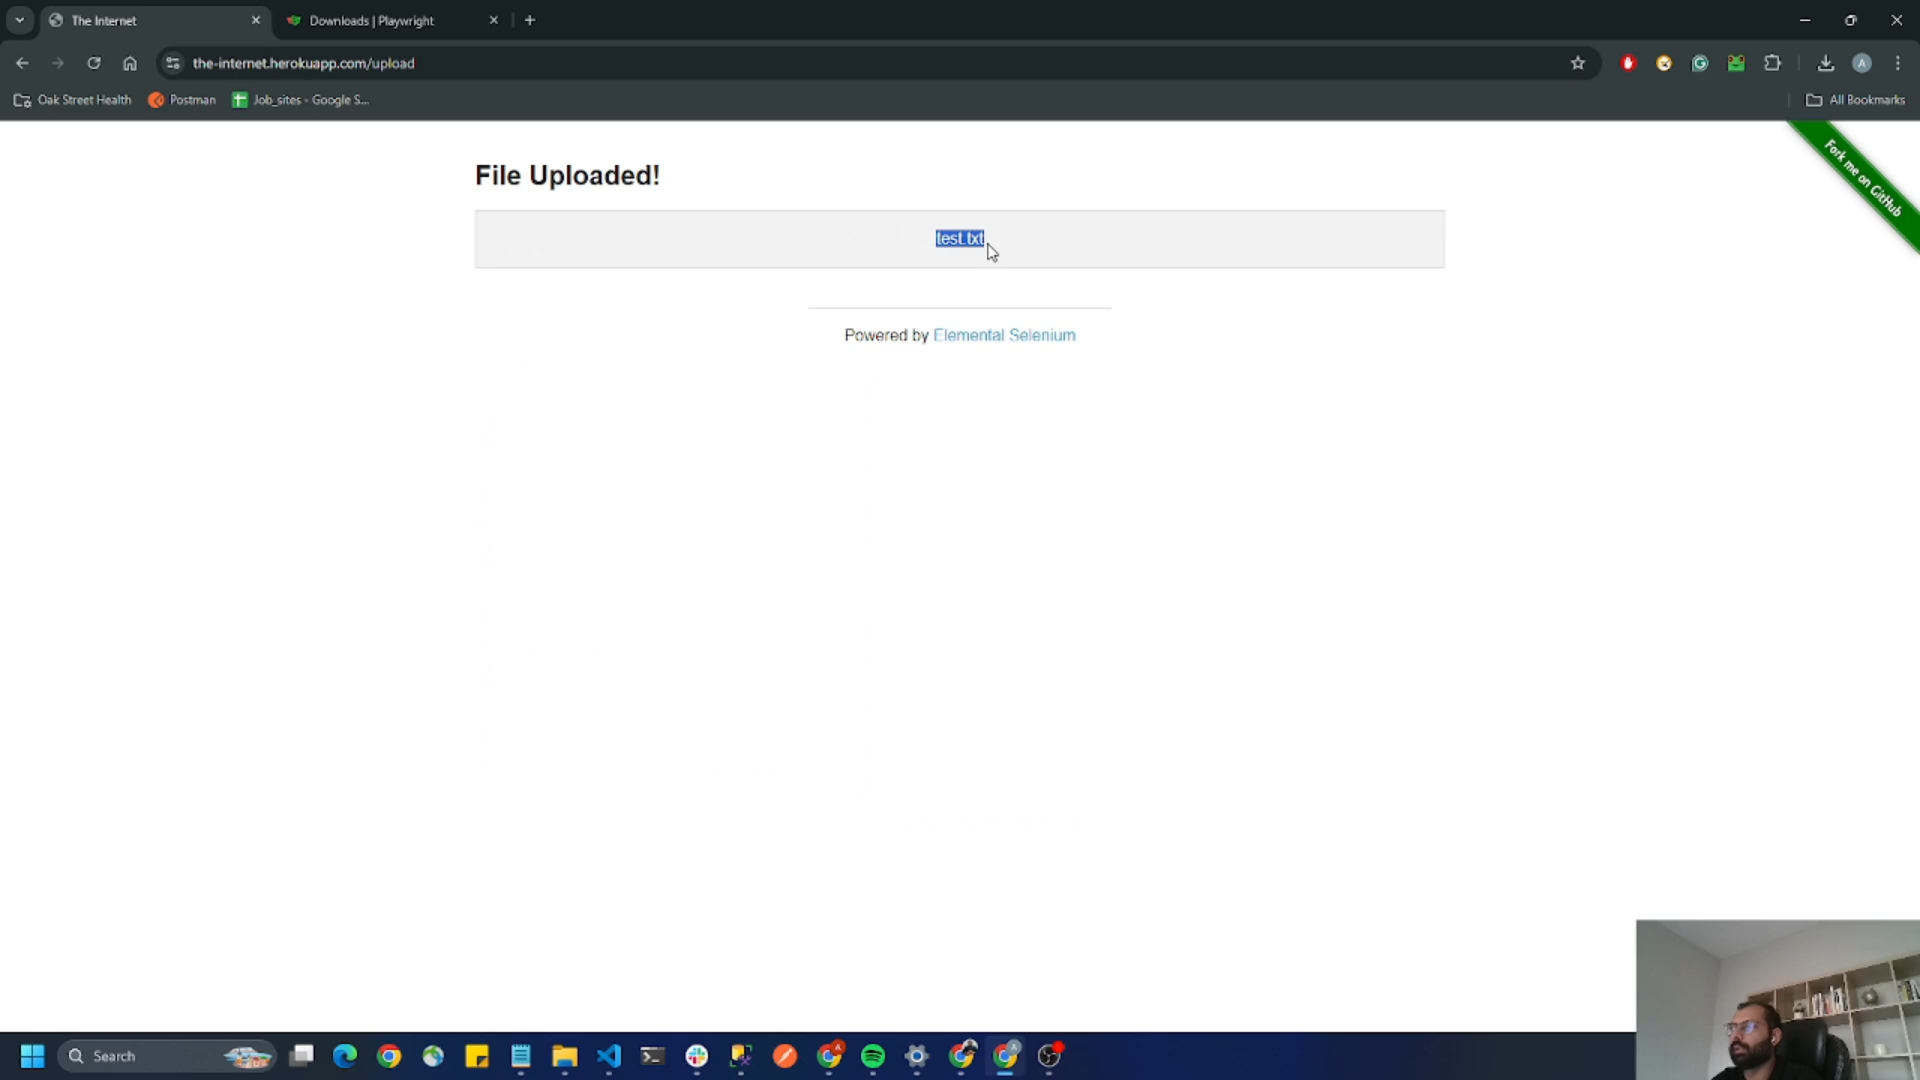 The Internet
Downloads | Playwright
the-internet.herokuapp.com/upload
Oak Street Health
Postman
Job_sites - Google S...
All Bookmarks
Fork me on GitHub
File Uploaded!
test.txt
Powered by Elemental Selenium
Search